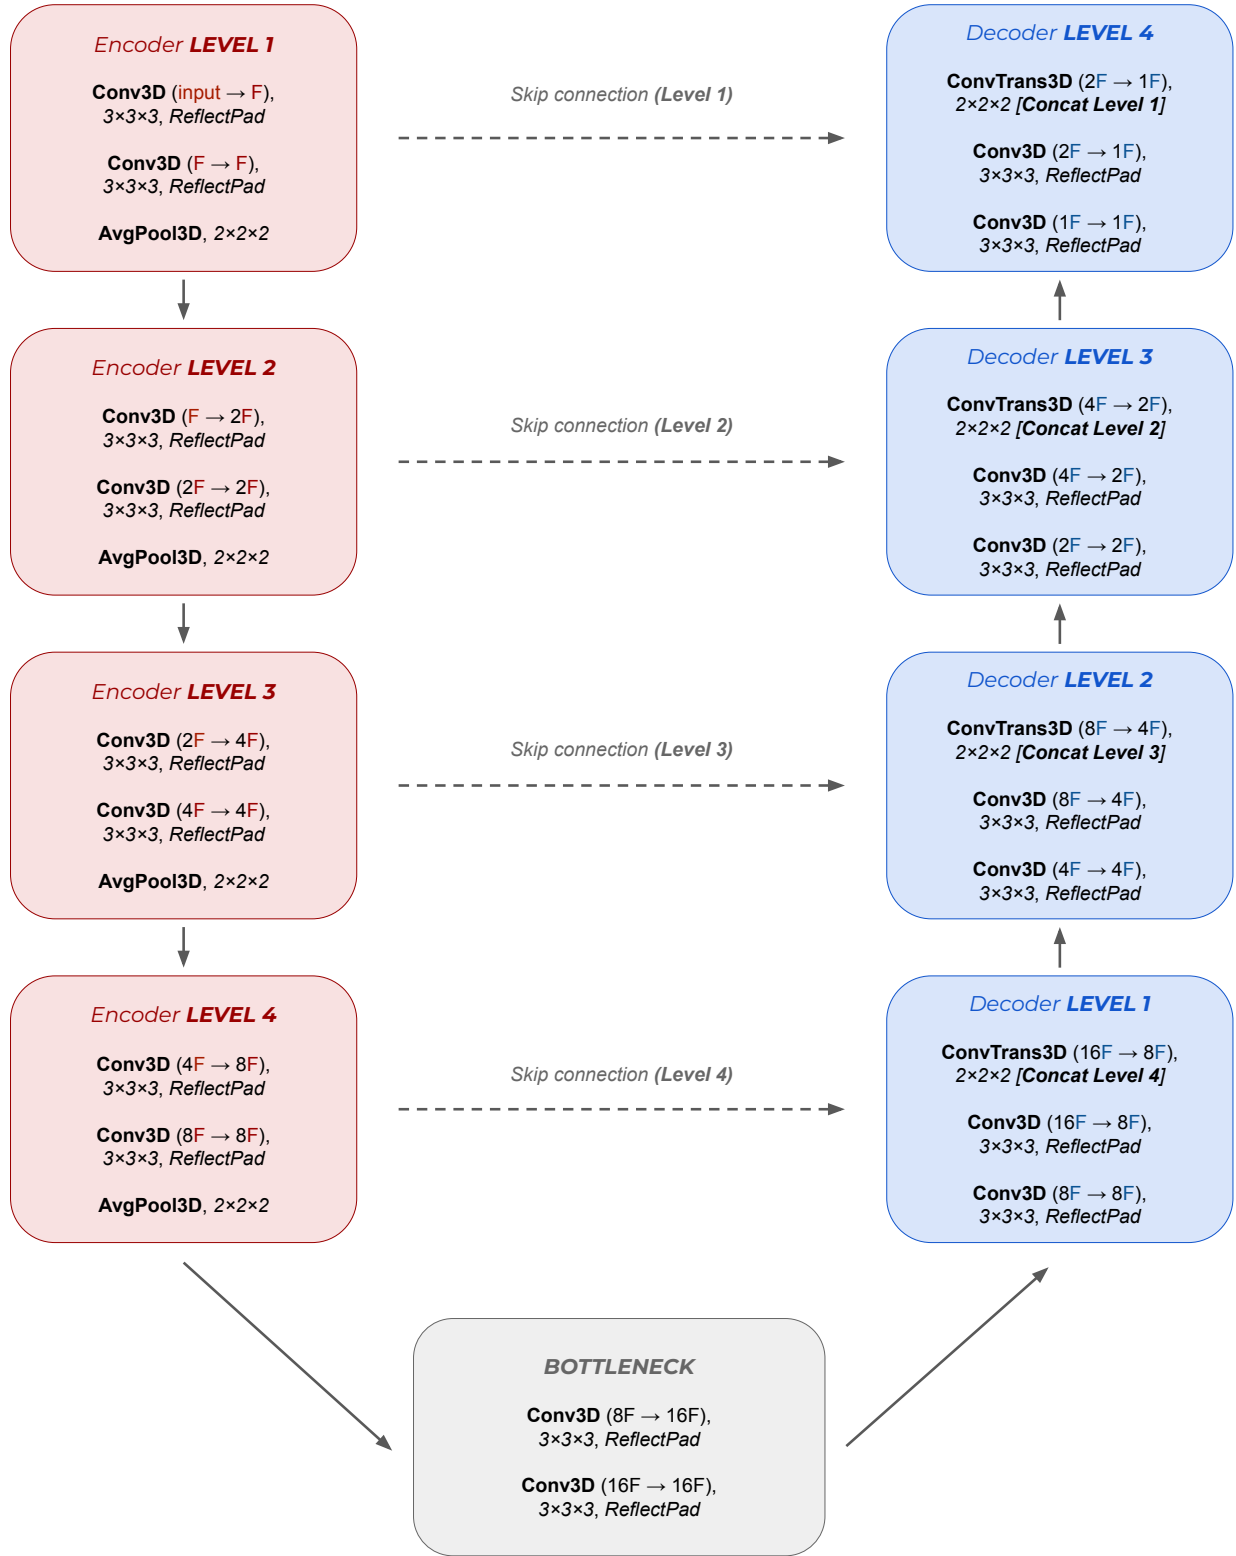 Encoder LEVEL 1
Conv3D (input → F),
3×3×3, ReflectPad
Conv3D (F → F),
3×3×3, ReflectPad
AvgPool3D, 2×2×2
Skip connection (Level 1)
Decoder LEVEL 4
ConvTrans3D (2F → 1F),
2×2×2 [Concat Level 1]
Conv3D (2F → 1F),
3×3×3, ReflectPad
Conv3D (1F → 1F),
3×3×3, ReflectPad
Encoder LEVEL 2
Conv3D (F → 2F),
3×3×3, ReflectPad
Conv3D (2F → 2F),
3×3×3, ReflectPad
AvgPool3D, 2×2×2
Skip connection (Level 2)
Decoder LEVEL 3
ConvTrans3D (4F → 2F),
2×2×2 [Concat Level 2]
Conv3D (4F → 2F),
3×3×3, ReflectPad
Conv3D (2F → 2F),
3×3×3, ReflectPad
Encoder LEVEL 3
Conv3D (2F → 4F),
3×3×3, ReflectPad
Conv3D (4F → 4F),
3×3×3, ReflectPad
AvgPool3D, 2×2×2
Skip connection (Level 3)
Decoder LEVEL 2
ConvTrans3D (8F → 4F),
2×2×2 [Concat Level 3]
Conv3D (8F → 4F),
3×3×3, ReflectPad
Conv3D (4F → 4F),
3×3×3, ReflectPad
Encoder LEVEL 4
Conv3D (4F → 8F),
3×3×3, ReflectPad
Conv3D (8F → 8F),
3×3×3, ReflectPad
AvgPool3D, 2×2×2
Skip connection (Level 4)
Decoder LEVEL 1
ConvTrans3D (16F → 8F),
2×2×2 [Concat Level 4]
Conv3D (16F → 8F),
3×3×3, ReflectPad
Conv3D (8F → 8F),
3×3×3, ReflectPad
BOTTLENECK
Conv3D (8F → 16F),
3×3×3, ReflectPad
Conv3D (16F → 16F),
3×3×3, ReflectPad